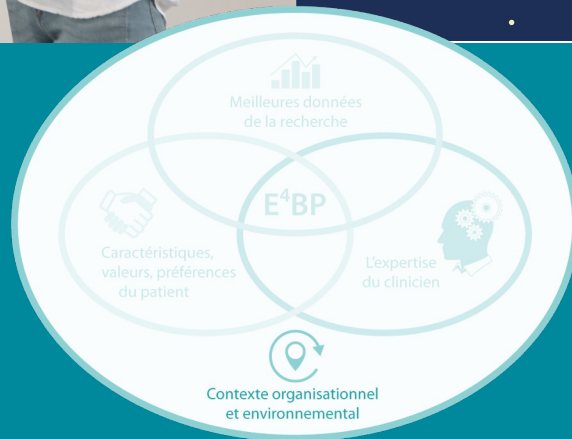 Meilleures données
de la recherche
E⁴BP
Caractéristiques,
valeurs, préférences
du patient
L'expertise
du clinicien
Contexte organisationnel
et environnemental